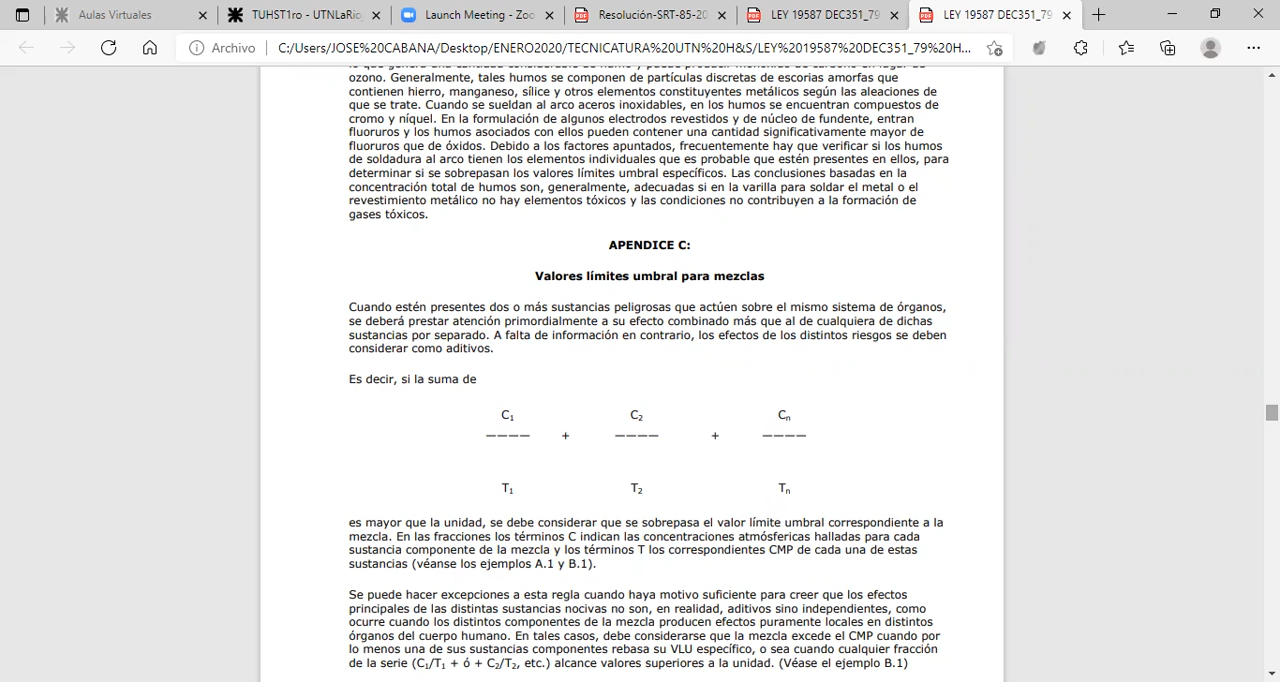 Aulas Virtuales
TUHST1ro - UTNLaRio
Launch Meeting - Zoo
Resolución-SRT-85-20
LEY 19587 DEC351_79
LEY 19587 DEC351_79
Archivo
C:/Users/JOSE%20CABANA/Desktop/ENERO2020/TECNICATURA%20UTN%20H&S/LEY%2019587%20DEC351_79%20H...
ozono. Generalmente, tales humos se componen de partículas discretas de escorias amorfas que
contienen hierro, manganeso, sílice y otros elementos constituyentes metálicos según las aleaciones de
que se trate. Cuando se sueldan al arco aceros inoxidables, en los humos se encuentran compuestos de
cromo y níquel. En la formulación de algunos electrodos revestidos y de núcleo de fundente, entran
fluoruros y los humos asociados con ellos pueden contener una cantidad significativamente mayor de
fluoruros que de óxidos. Debido a los factores apuntados, frecuentemente hay que verificar si los humos
de soldadura al arco tienen los elementos individuales que es probable que estén presentes en ellos, para
determinar si se sobrepasan los valores límites umbral específicos. Las conclusiones basadas en la
concentración total de humos son, generalmente, adecuadas si en la varilla para soldar el metal o el
revestimiento metálico no hay elementos tóxicos y las condiciones no contribuyen a la formación de
gases tóxicos.
APENDICE C:
Valores límites umbral para mezclas
Cuando estén presentes dos o más sustancias peligrosas que actúen sobre el mismo sistema de órganos,
se deberá prestar atención primordialmente a su efecto combinado más que al de cualquiera de dichas
sustancias por separado. A falta de información en contrario, los efectos de los distintos riesgos se deben
considerar como aditivos.
Es decir, si la suma de
C₁ C₂ Cₙ
———— + ———— + ————
T₁ T₂ Tₙ
es mayor que la unidad, se debe considerar que se sobrepasa el valor límite umbral correspondiente a la
mezcla. En las fracciones los términos C indican las concentraciones atmósfericas halladas para cada
sustancia componente de la mezcla y los términos T los correspondientes CMP de cada una de estas
sustancias (véanse los ejemplos A.1 y B.1).
Se puede hacer excepciones a esta regla cuando haya motivo suficiente para creer que los efectos
principales de las distintas sustancias nocivas no son, en realidad, aditivos sino independientes, como
ocurre cuando los distintos componentes de la mezcla producen efectos puramente locales en distintos
órganos del cuerpo humano. En tales casos, debe considerarse que la mezcla excede el CMP cuando por
lo menos una de sus sustancias componentes rebasa su VLU específico, o sea cuando cualquier fracción
de la serie (C₁/T₁ + ó + C₂/T₂, etc.) alcance valores superiores a la unidad. (Véase el ejemplo B.1)